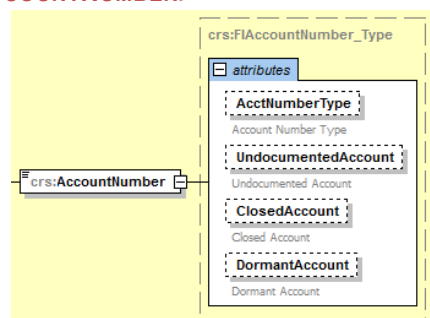 crs:FIAccountNumber_Type
attributes
AcctNumberType
Account Number Type
UndocumentedAccount
Undocumented Account
crs:AccountNumber
ClosedAccount
Closed Account
DormantAccount
Dormant Account